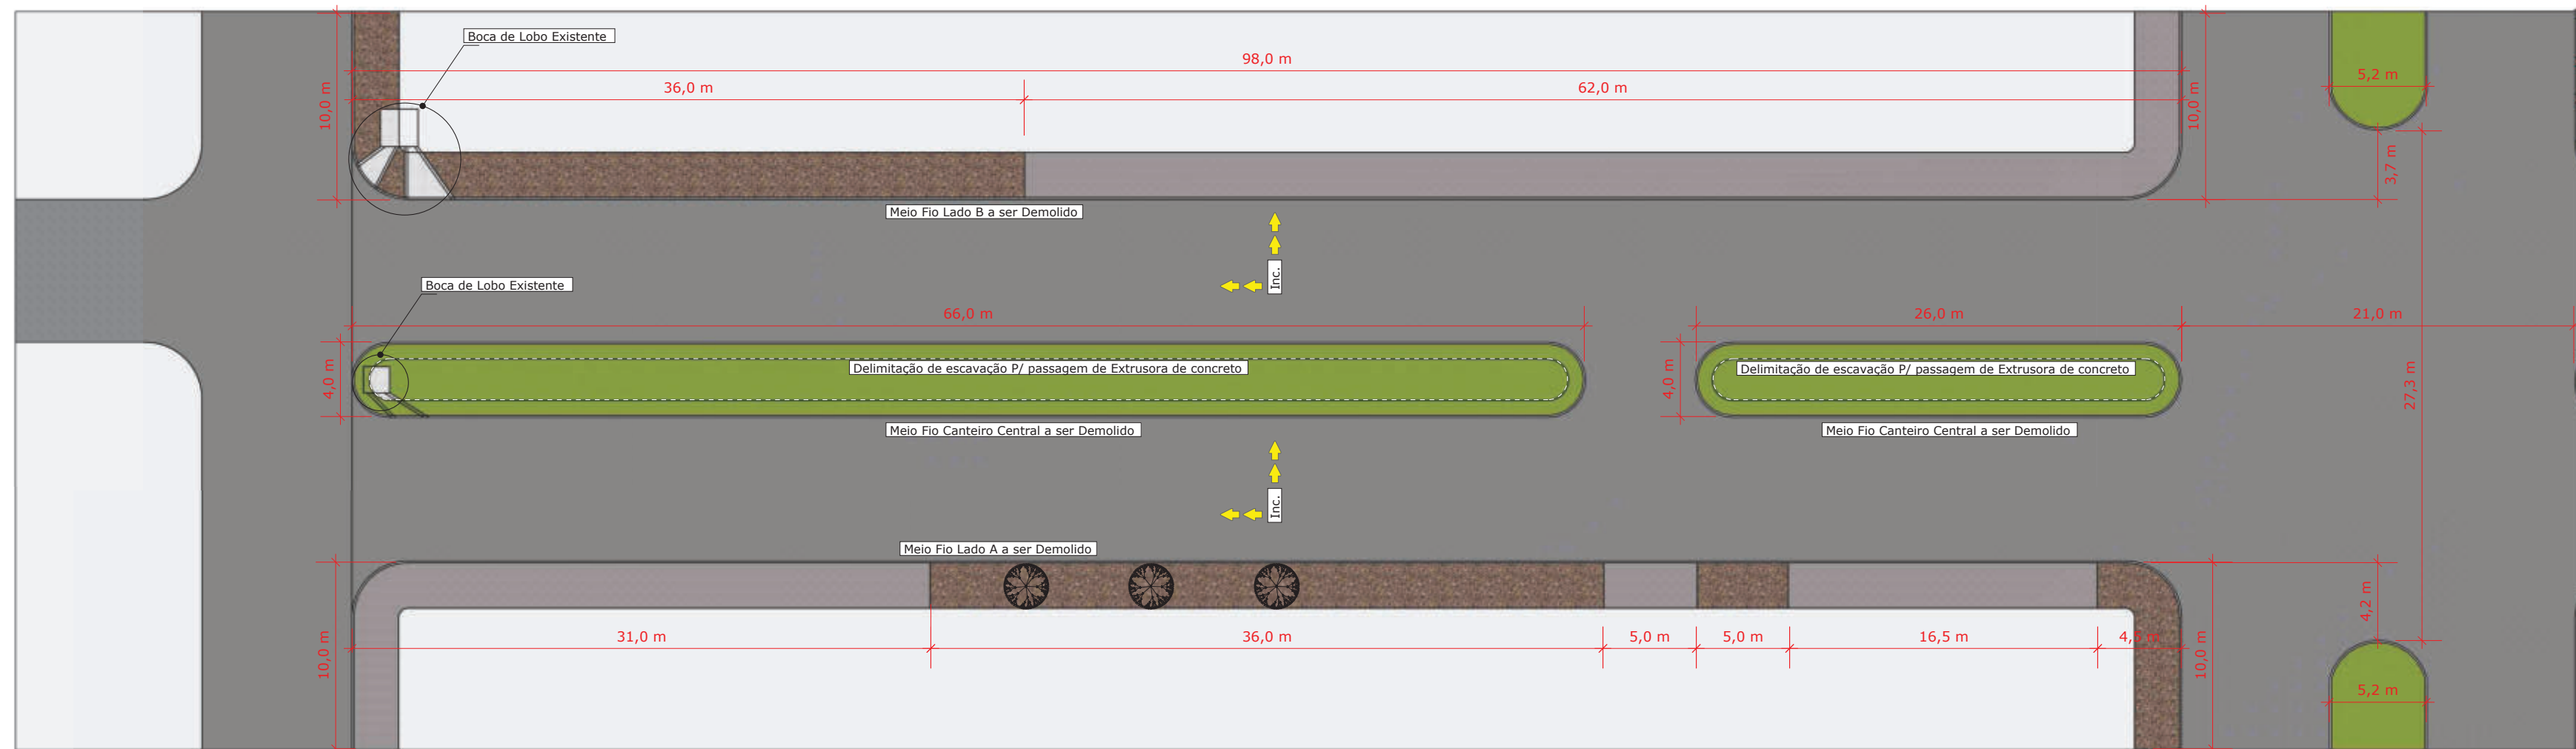 Boca de Lobo Existente
98,0 m
36,0 m
62,0 m
10,0 m
10,0 m
5,2 m
3,7 m
Meio Fio Lado B a ser Demolido
Inc.
Boca de Lobo Existente
66,0 m
26,0 m
21,0 m
4,0 m
Delimitação de escavação P/ passagem de Extrusora de concreto
4,0 m
Delimitação de escavação P/ passagem de Extrusora de concreto
27,3 m
Meio Fio Canteiro Central a ser Demolido
Meio Fio Canteiro Central a ser Demolido
Inc.
Meio Fio Lado A a ser Demolido
4,2 m
10,0 m
31,0 m
36,0 m
5,0 m
5,0 m
16,5 m
10,0 m
5,2 m